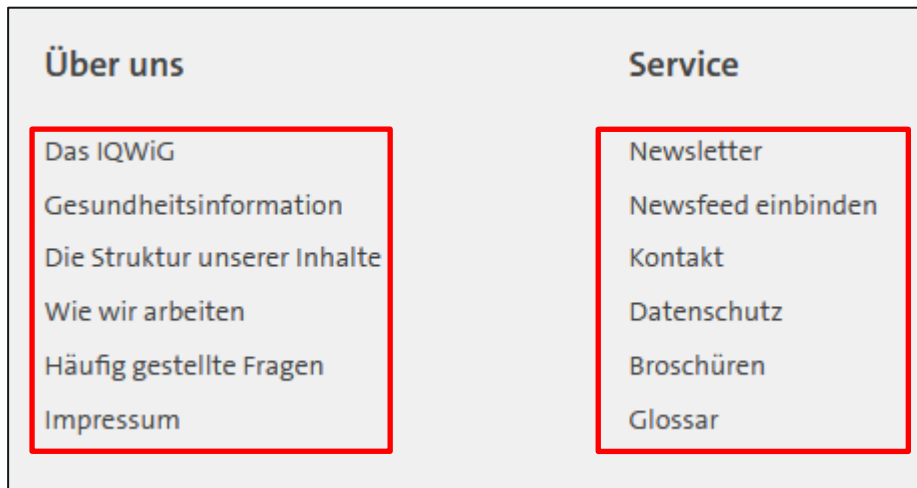 Über uns
Das IQWiG
Gesundheitsinformation
Die Struktur unserer Inhalte
Wie wir arbeiten
Häufig gestellte Fragen
Impressum
Service
Newsletter
Newsfeed einbinden
Kontakt
Datenschutz
Broschüren
Glossar